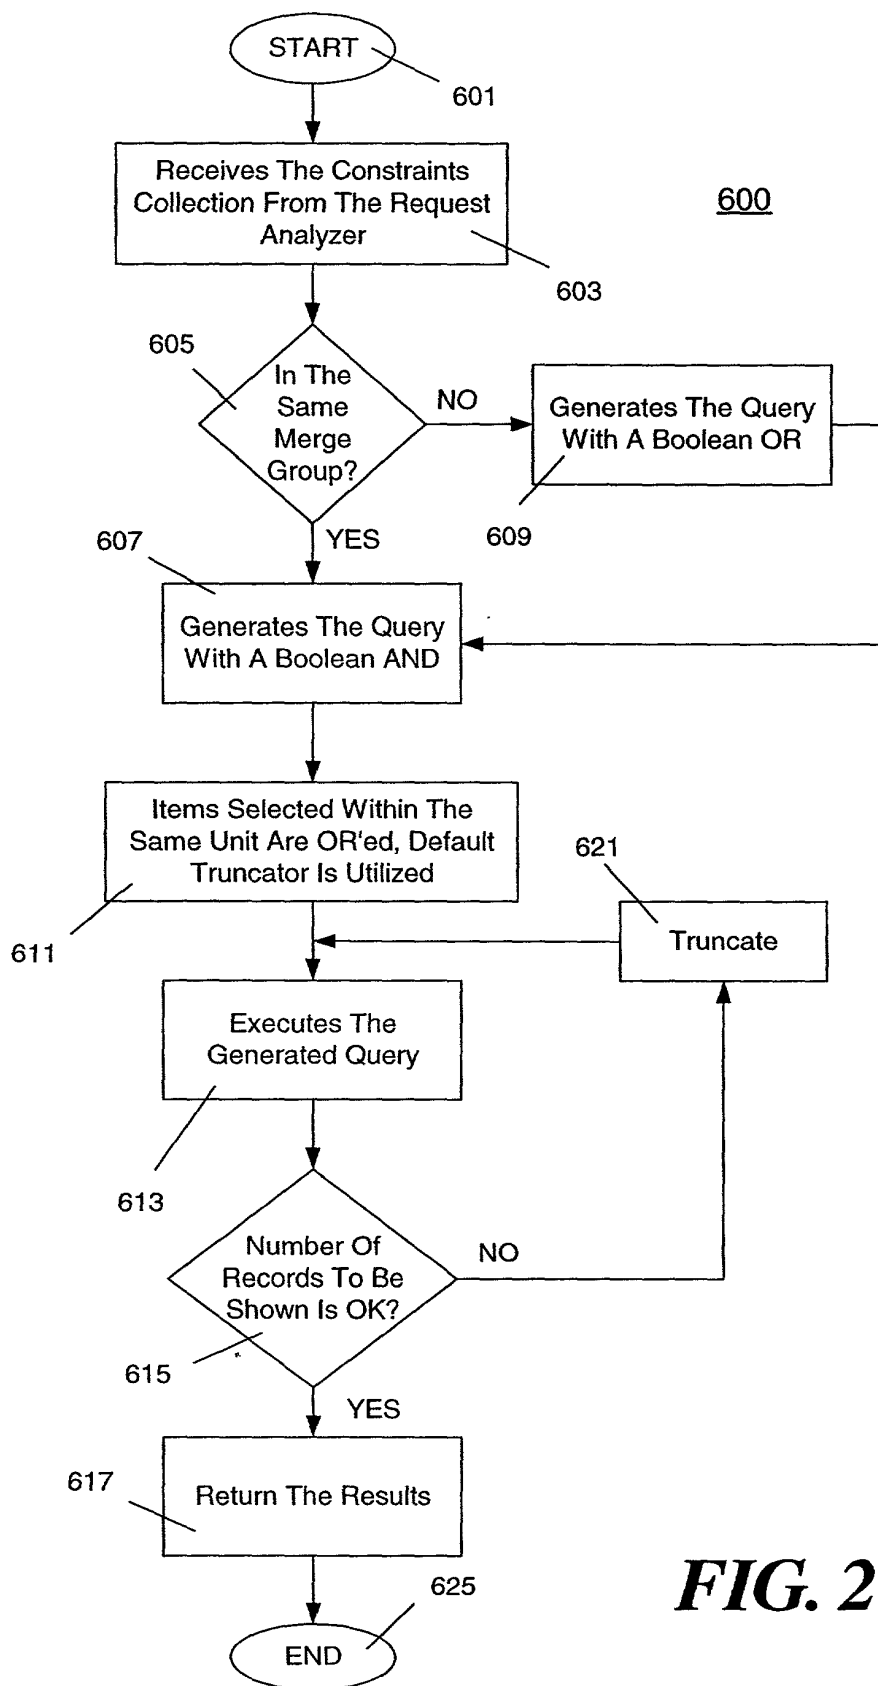 START
601
Receives The Constraints
Collection From The Request
Analyzer
600
603
605
In The
Same
Merge
Group?
NO
Generates The Query
With A Boolean OR
609
YES
607
Generates The Query
With A Boolean AND
Items Selected Within The
Same Unit Are OR'ed, Default
Truncator Is Utilized
611
621
Truncate
Executes The
Generated Query
613
Number Of
Records To Be
Shown Is OK?
NO
615
YES
617
Return The Results
625
END
FIG. 2